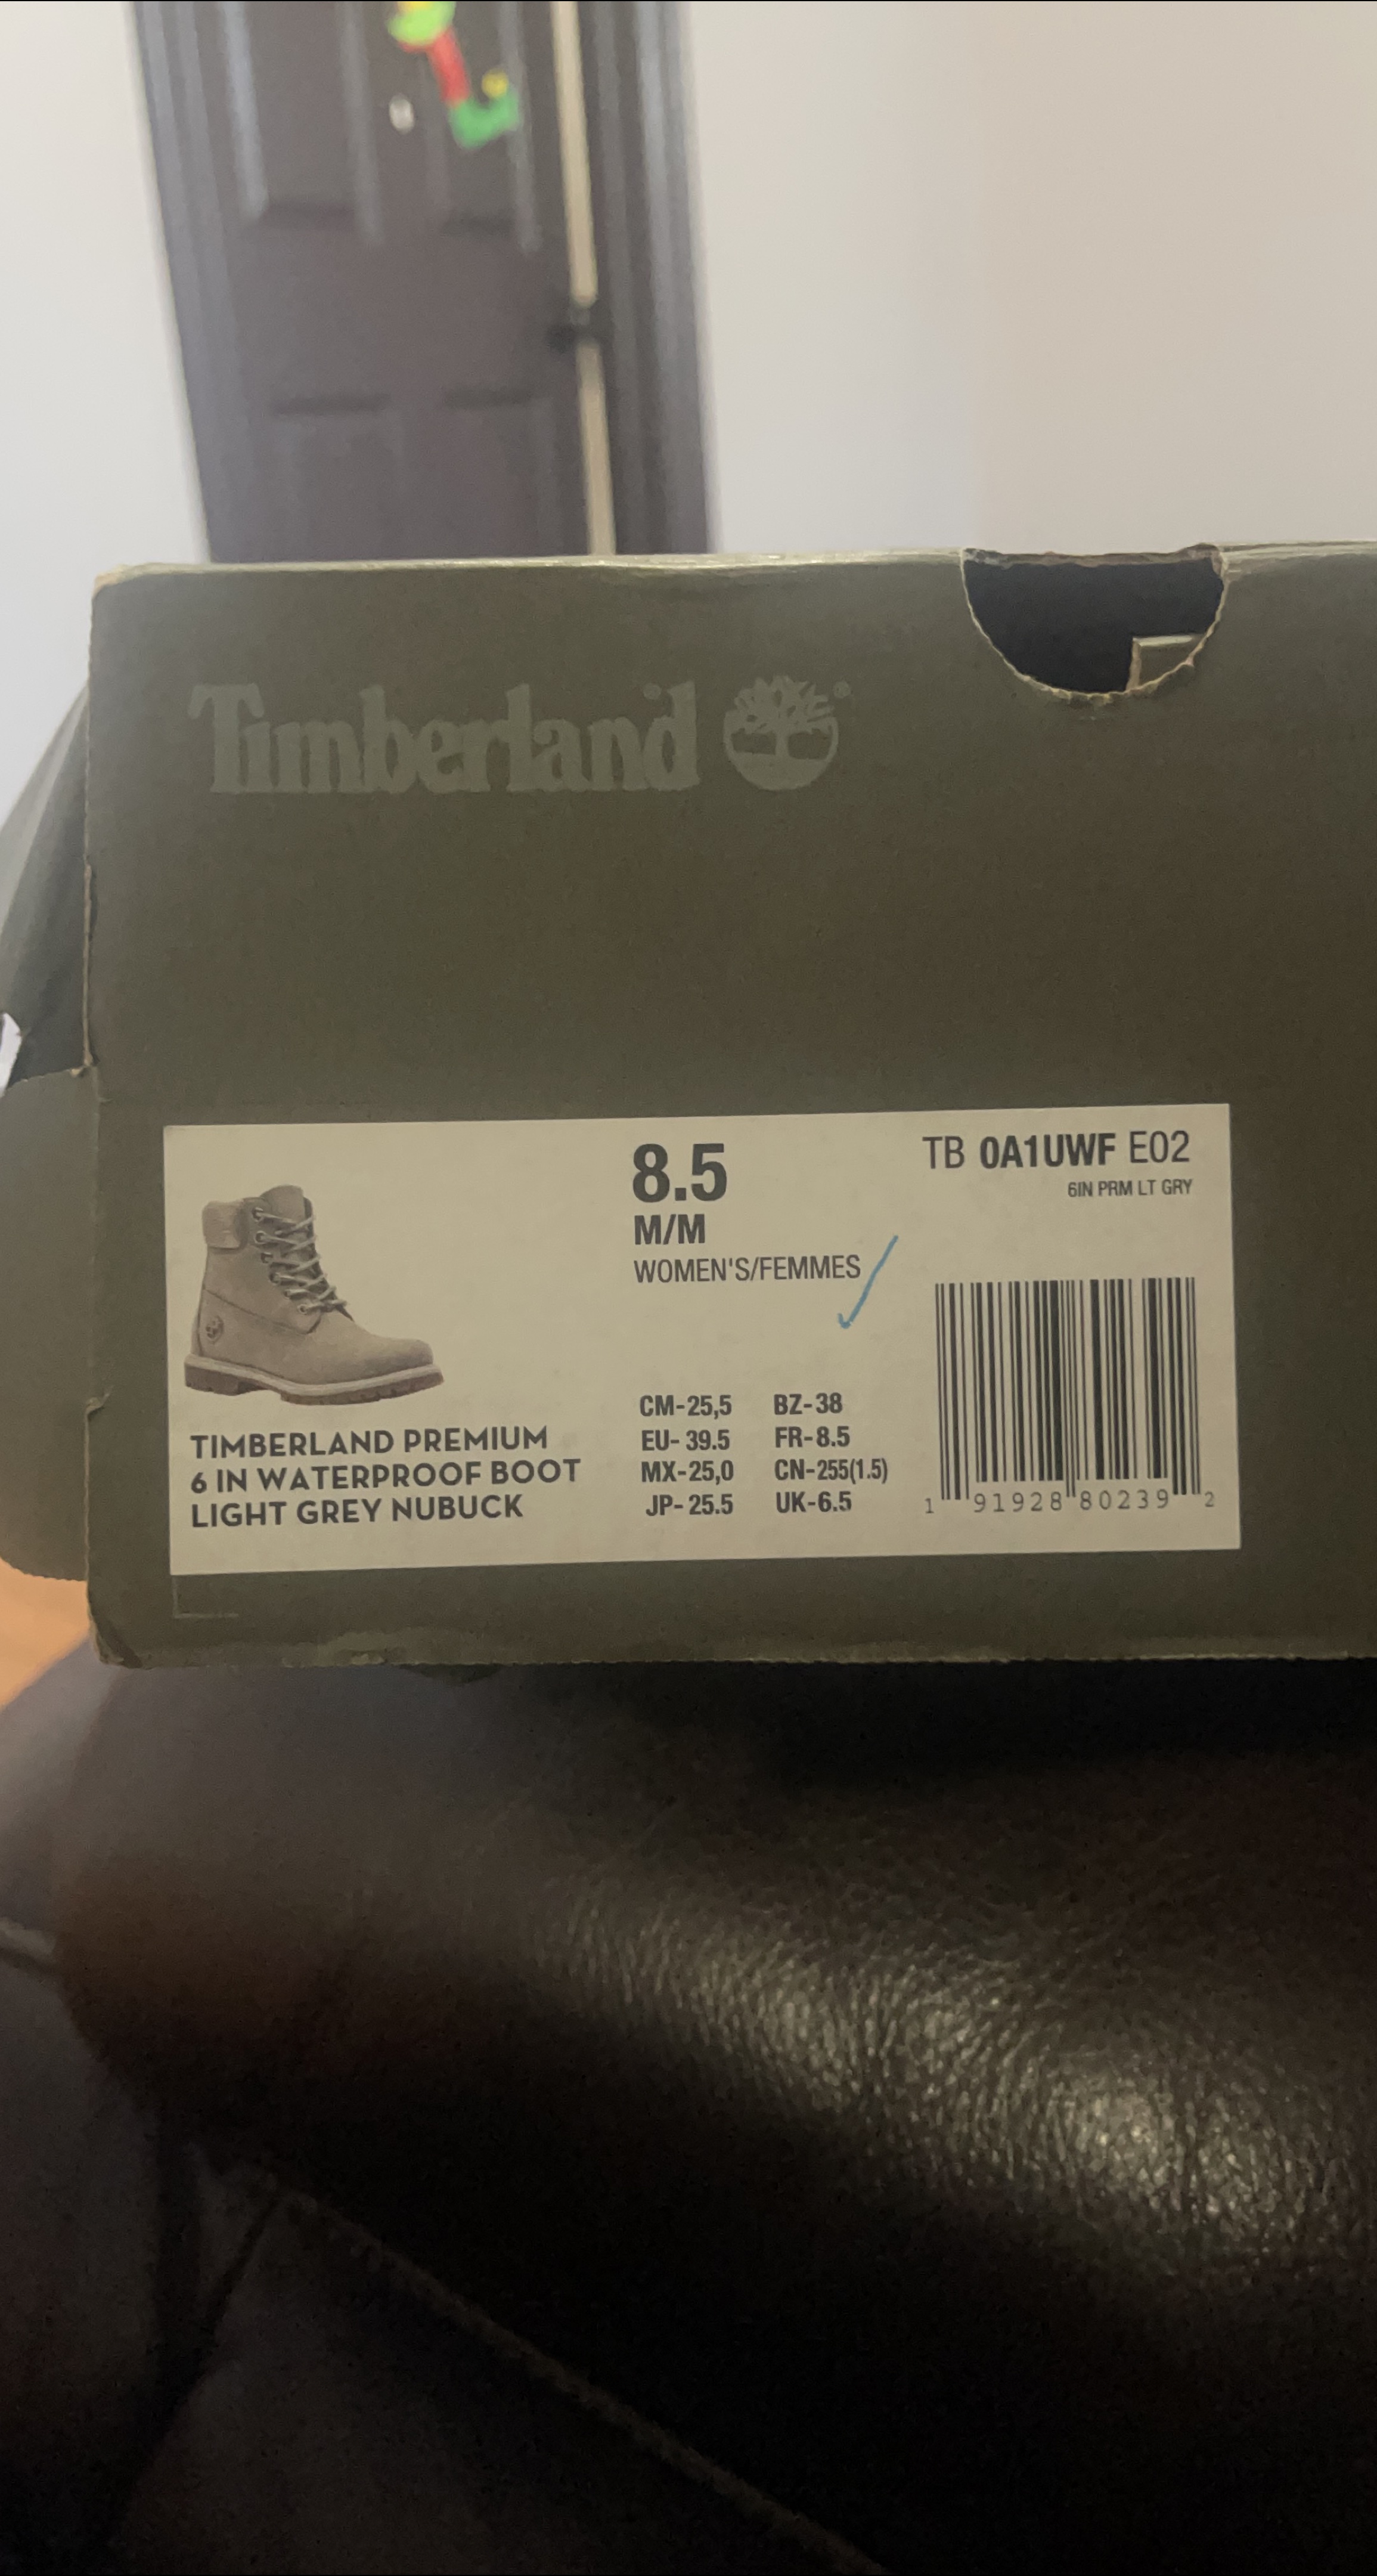 Timberland
8.5
M/M
WOMEN'S/FEMMES
TB 0A1UWF E02
6IN PRM LT GRY
TIMBERLAND PREMIUM
6 IN WATERPROOF BOOT
LIGHT GREY NUBUCK
CM-25,5 BZ-38
EU-39.5 FR-8.5
MX-25,0 CN-255(1.5)
JP-25.5 UK-6.5
1 91928 80239 2